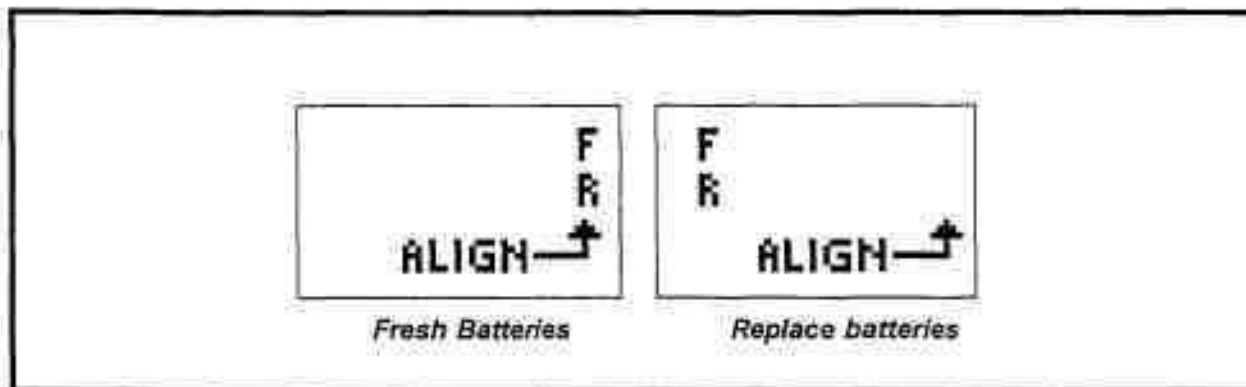 F
R
ALIGN
Fresh Batteries
F
R
ALIGN
Replace batteries